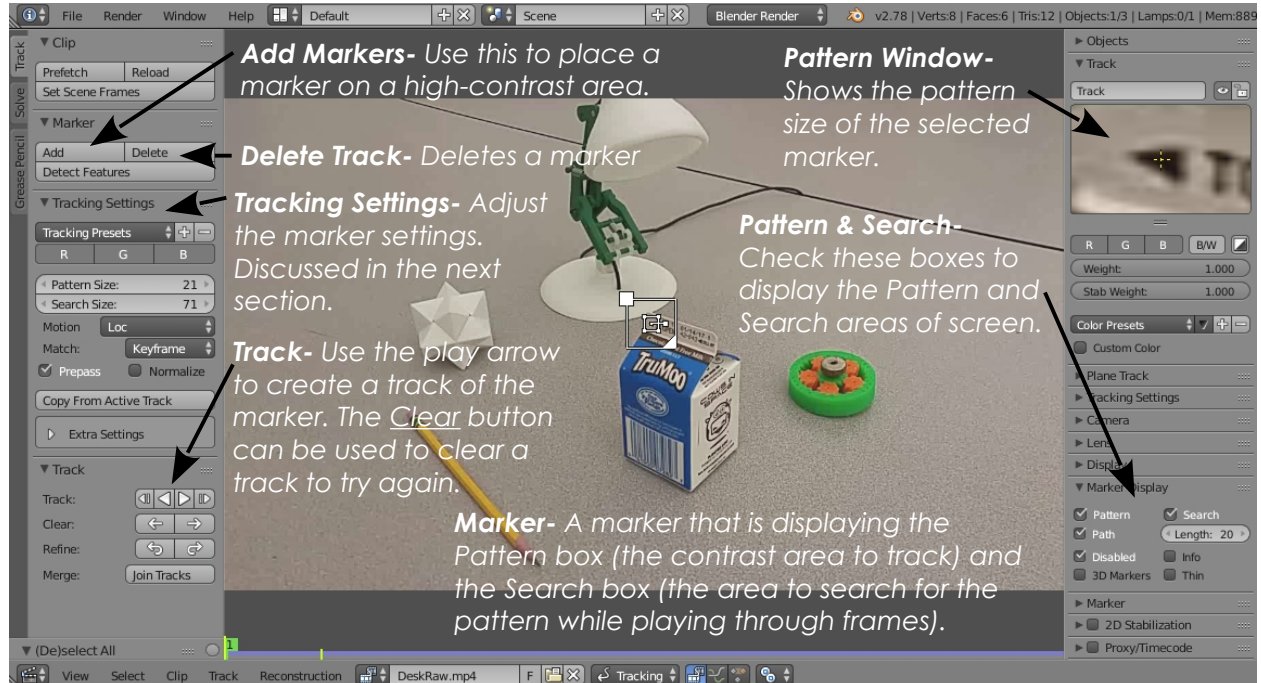 File Render Window Help Default Scene Blender Render v2.78 | Verts:8 | Faces:6 | Tris:12 | Objects:1/3 | Lamps:0/1 | Mem:889
Track
Solve
Grease Pencil
Clip
Prefetch Reload
Set Scene Frames
Marker
Add Delete
Detect Features
Tracking Settings
Tracking Presets
R G B
Pattern Size: 21
Search Size: 71
Motion Loc
Match: Keyframe
Prepass Normalize
Copy From Active Track
Extra Settings
Track
Track:
Clear:
Refine:
Merge: Join Tracks
(De)select All
Add Markers- Use this to place a
marker on a high-contrast area.
Delete Track- Deletes a marker
Tracking Settings- Adjust
the marker settings.
Discussed in the next
section.
Track- Use the play arrow
to create a track of the
marker. The Clear button
can be used to clear a
track to try again.
Marker- A marker that is displaying the
Pattern box (the contrast area to track) and
the Search box (the area to search for the
pattern while playing through frames).
Pattern Window-
Shows the pattern
size of the selected
marker.
Pattern & Search-
Check these boxes to
display the Pattern and
Search areas of screen.
TruMoo
1
Objects
Track
Track
R G B B/W
Weight: 1.000
Stab Weight: 1.000
Color Presets
Custom Color
Plane Track
Tracking Settings
Camera
Lens
Display
Marker Display
Pattern Search
Path Length: 20
Disabled Info
3D Markers Thin
Marker
2D Stabilization
Proxy/Timecode
View Select Clip Track Reconstruction DeskRaw.mp4 F Tracking